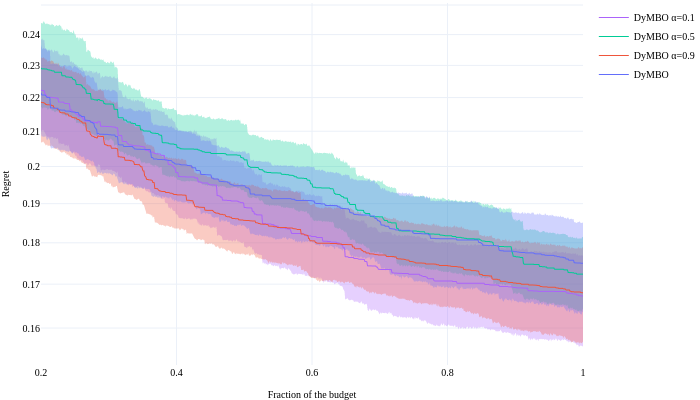 DyMBO α=0.1
DyMBO α=0.5
DyMBO α=0.9
DyMBO
0.24
0.23
0.22
0.21
0.2
0.19
0.18
0.17
0.16
Regret
0.2 0.4 0.6 0.8 1
Fraction of the budget